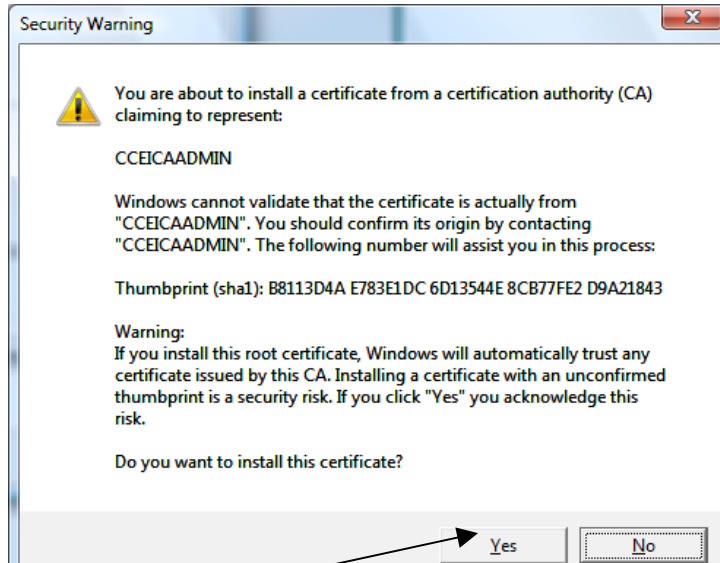 Security Warning
You are about to install a certificate from a certification authority (CA)
claiming to represent:
CCEICAADMIN
Windows cannot validate that the certificate is actually from
"CCEICAADMIN". You should confirm its origin by contacting
"CCEICAADMIN". The following number will assist you in this process:
Thumbprint (sha1): B8113D4A E783E1DC 6D13544E 8CB77FE2 D9A21843
Warning:
If you install this root certificate, Windows will automatically trust any
certificate issued by this CA. Installing a certificate with an unconfirmed
thumbprint is a security risk. If you click "Yes" you acknowledge this
risk.
Do you want to install this certificate?
Yes No